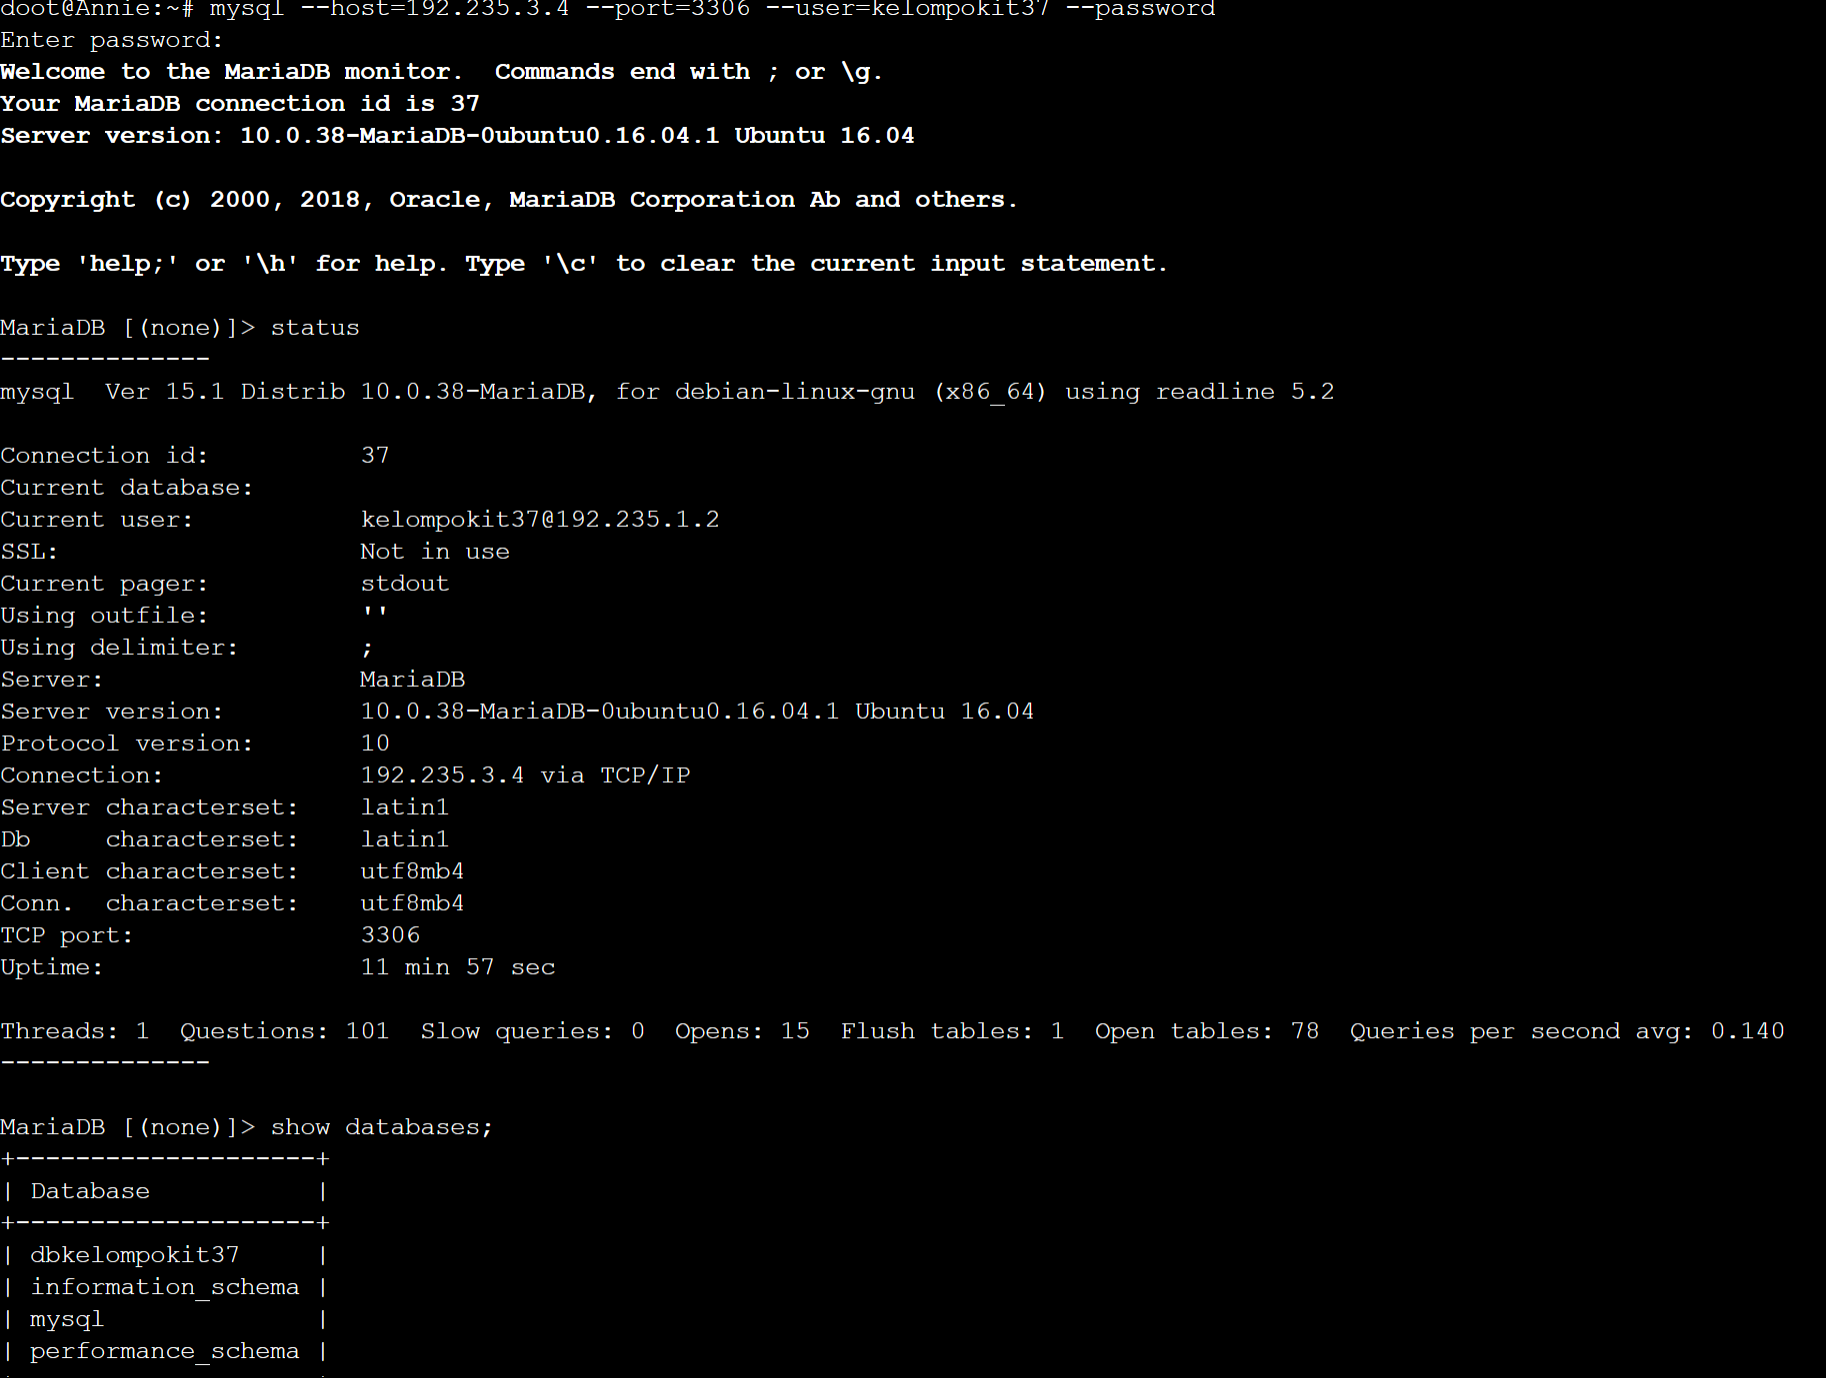 doot@Annie:~# mysql --host=192.235.3.4 --port=3306 --user=kelompokit37 --password
Enter password:
Welcome to the MariaDB monitor.  Commands end with ; or \g.
Your MariaDB connection id is 37
Server version: 10.0.38-MariaDB-0ubuntu0.16.04.1 Ubuntu 16.04

Copyright (c) 2000, 2018, Oracle, MariaDB Corporation Ab and others.

Type 'help;' or '\h' for help. Type '\c' to clear the current input statement.

MariaDB [(none)]> status
--------------
mysql  Ver 15.1 Distrib 10.0.38-MariaDB, for debian-linux-gnu (x86_64) using readline 5.2

Connection id:          37
Current database:
Current user:           kelompokit37@192.235.1.2
SSL:                    Not in use
Current pager:          stdout
Using outfile:          ''
Using delimiter:        ;
Server:                 MariaDB
Server version:         10.0.38-MariaDB-0ubuntu0.16.04.1 Ubuntu 16.04
Protocol version:       10
Connection:             192.235.3.4 via TCP/IP
Server characterset:    latin1
Db     characterset:    latin1
Client characterset:    utf8mb4
Conn.  characterset:    utf8mb4
TCP port:               3306
Uptime:                 11 min 57 sec

Threads: 1  Questions: 101  Slow queries: 0  Opens: 15  Flush tables: 1  Open tables: 78  Queries per second avg: 0.140
--------------

MariaDB [(none)]> show databases;
+--------------------+
| Database           |
+--------------------+
| dbkelompokit37     |
| information_schema |
| mysql              |
| performance_schema |